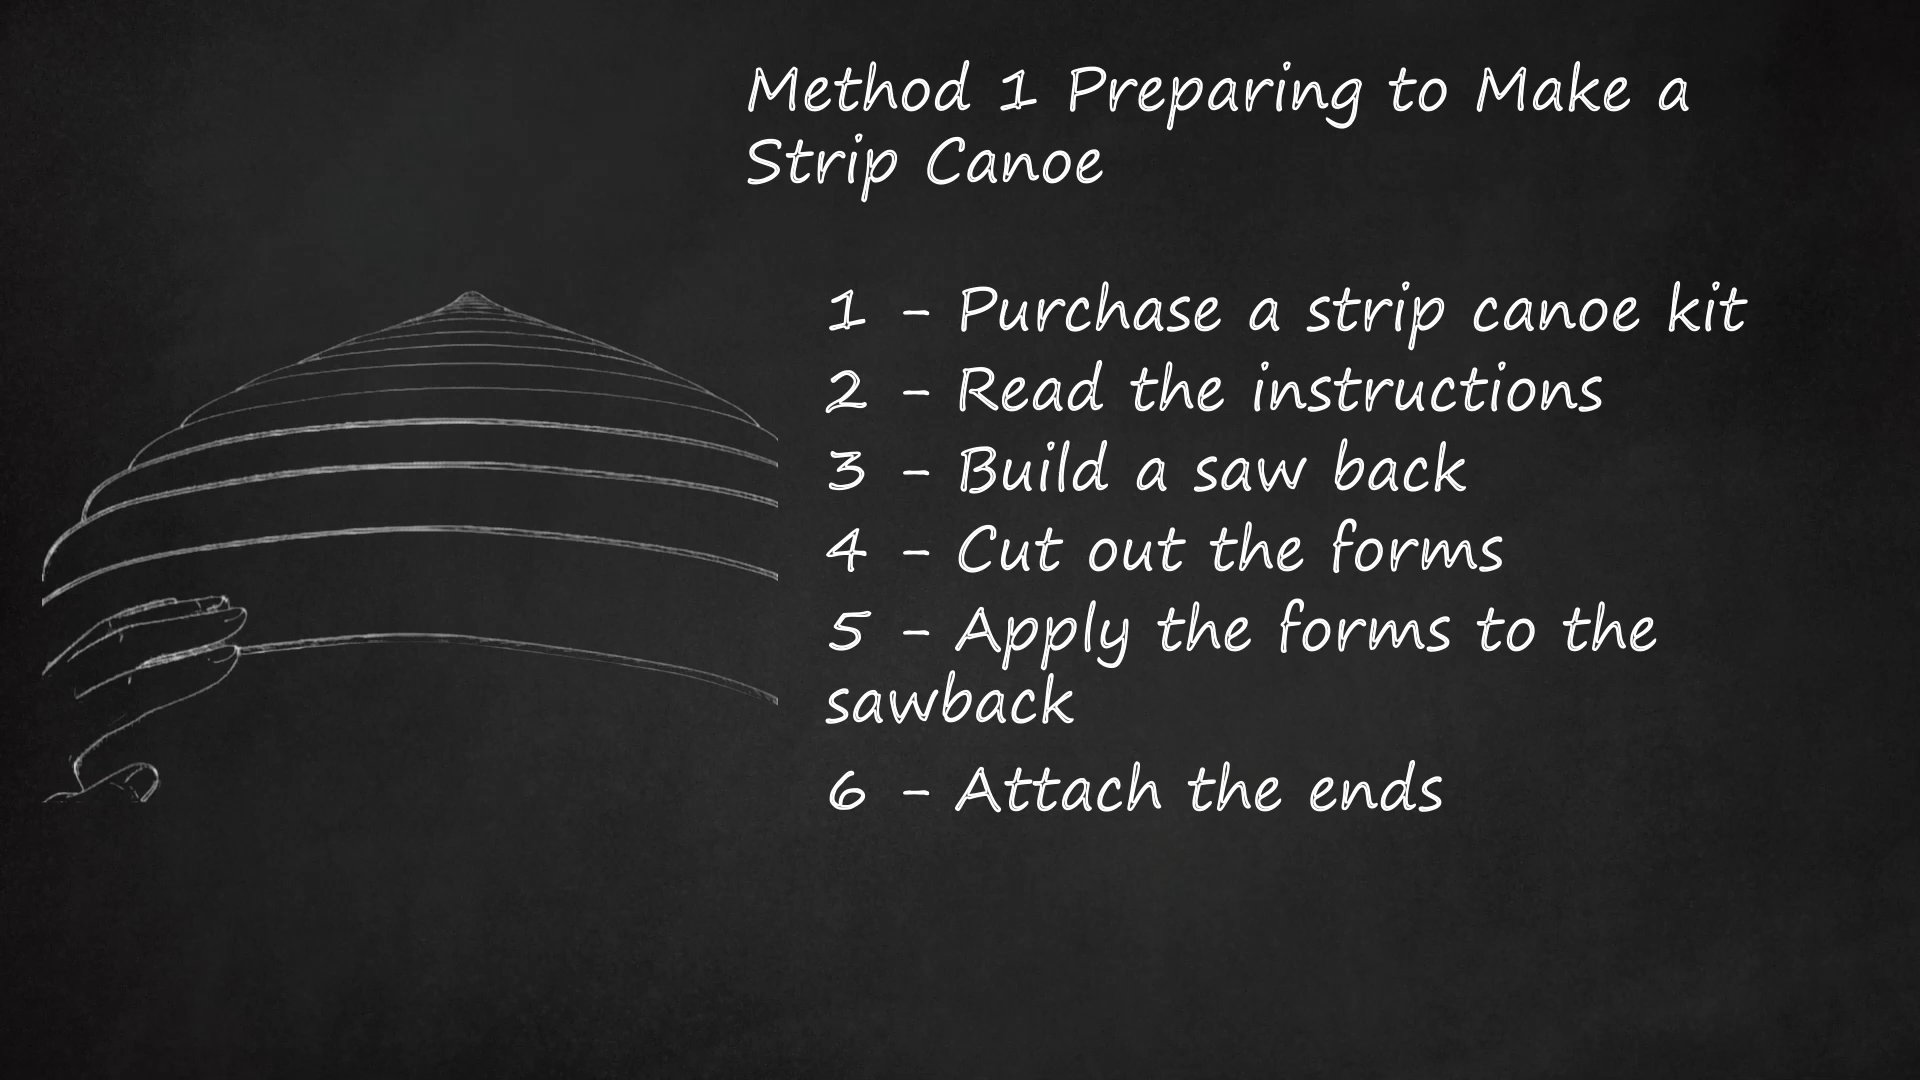 Method 1 Preparing to Make a
Strip Canoe
1 - Purchase a strip canoe kit
2 - Read the instructions
3 - Build a saw back
4 - Cut out the forms
5 - Apply the forms to the
sawback
6 - Attach the ends